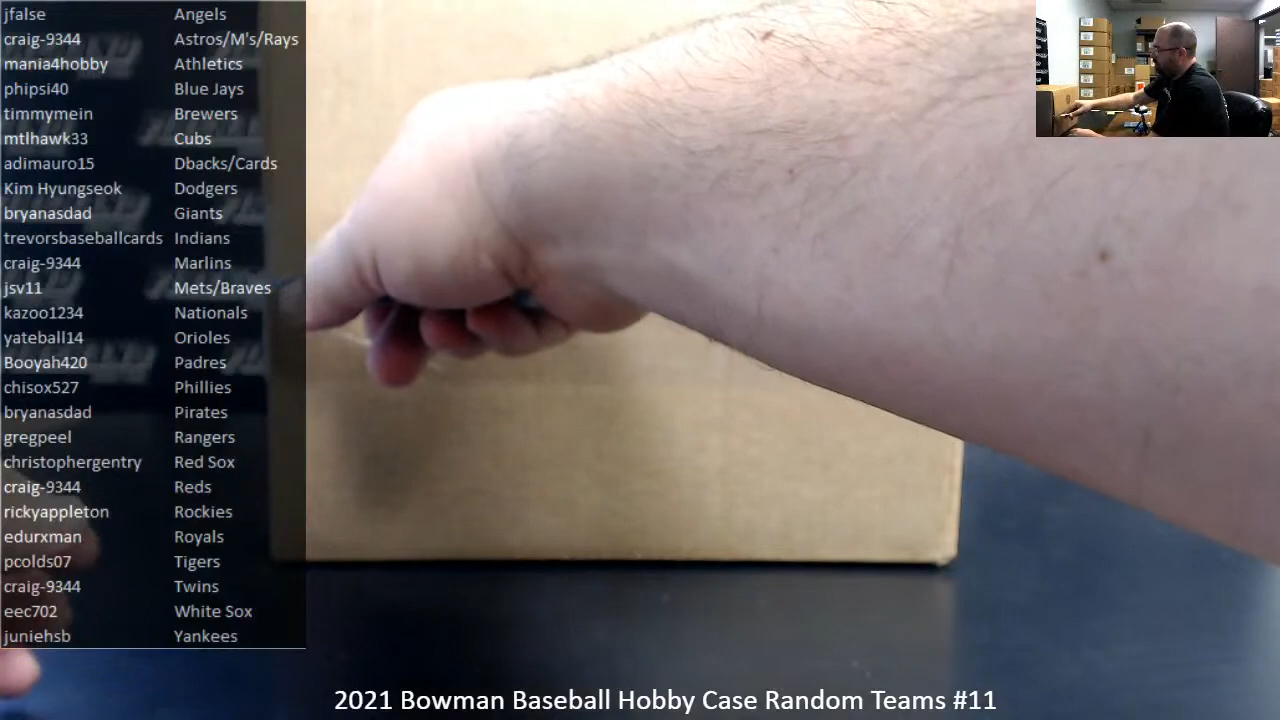 jfalse Angels
craig-9344 Astros/M's/Rays
mania4hobby Athletics
phipsi40 Blue Jays
timmymein Brewers
mtlhawk33 Cubs
adimauro15 Dbacks/Cards
Kim Hyungseok Dodgers
bryanasdad Giants
trevorsbaseballcards Indians
craig-9344 Marlins
jsv11 Mets/Braves
kazoo1234 Nationals
yateball14 Orioles
Booyah420 Padres
chisox527 Phillies
bryanasdad Pirates
gregpeel Rangers
christophergentry Red Sox
craig-9344 Reds
rickyappleton Rockies
edurxman Royals
pcolds07 Tigers
craig-9344 Twins
eec702 White Sox
juniehsb Yankees
2021 Bowman Baseball Hobby Case Random Teams #11